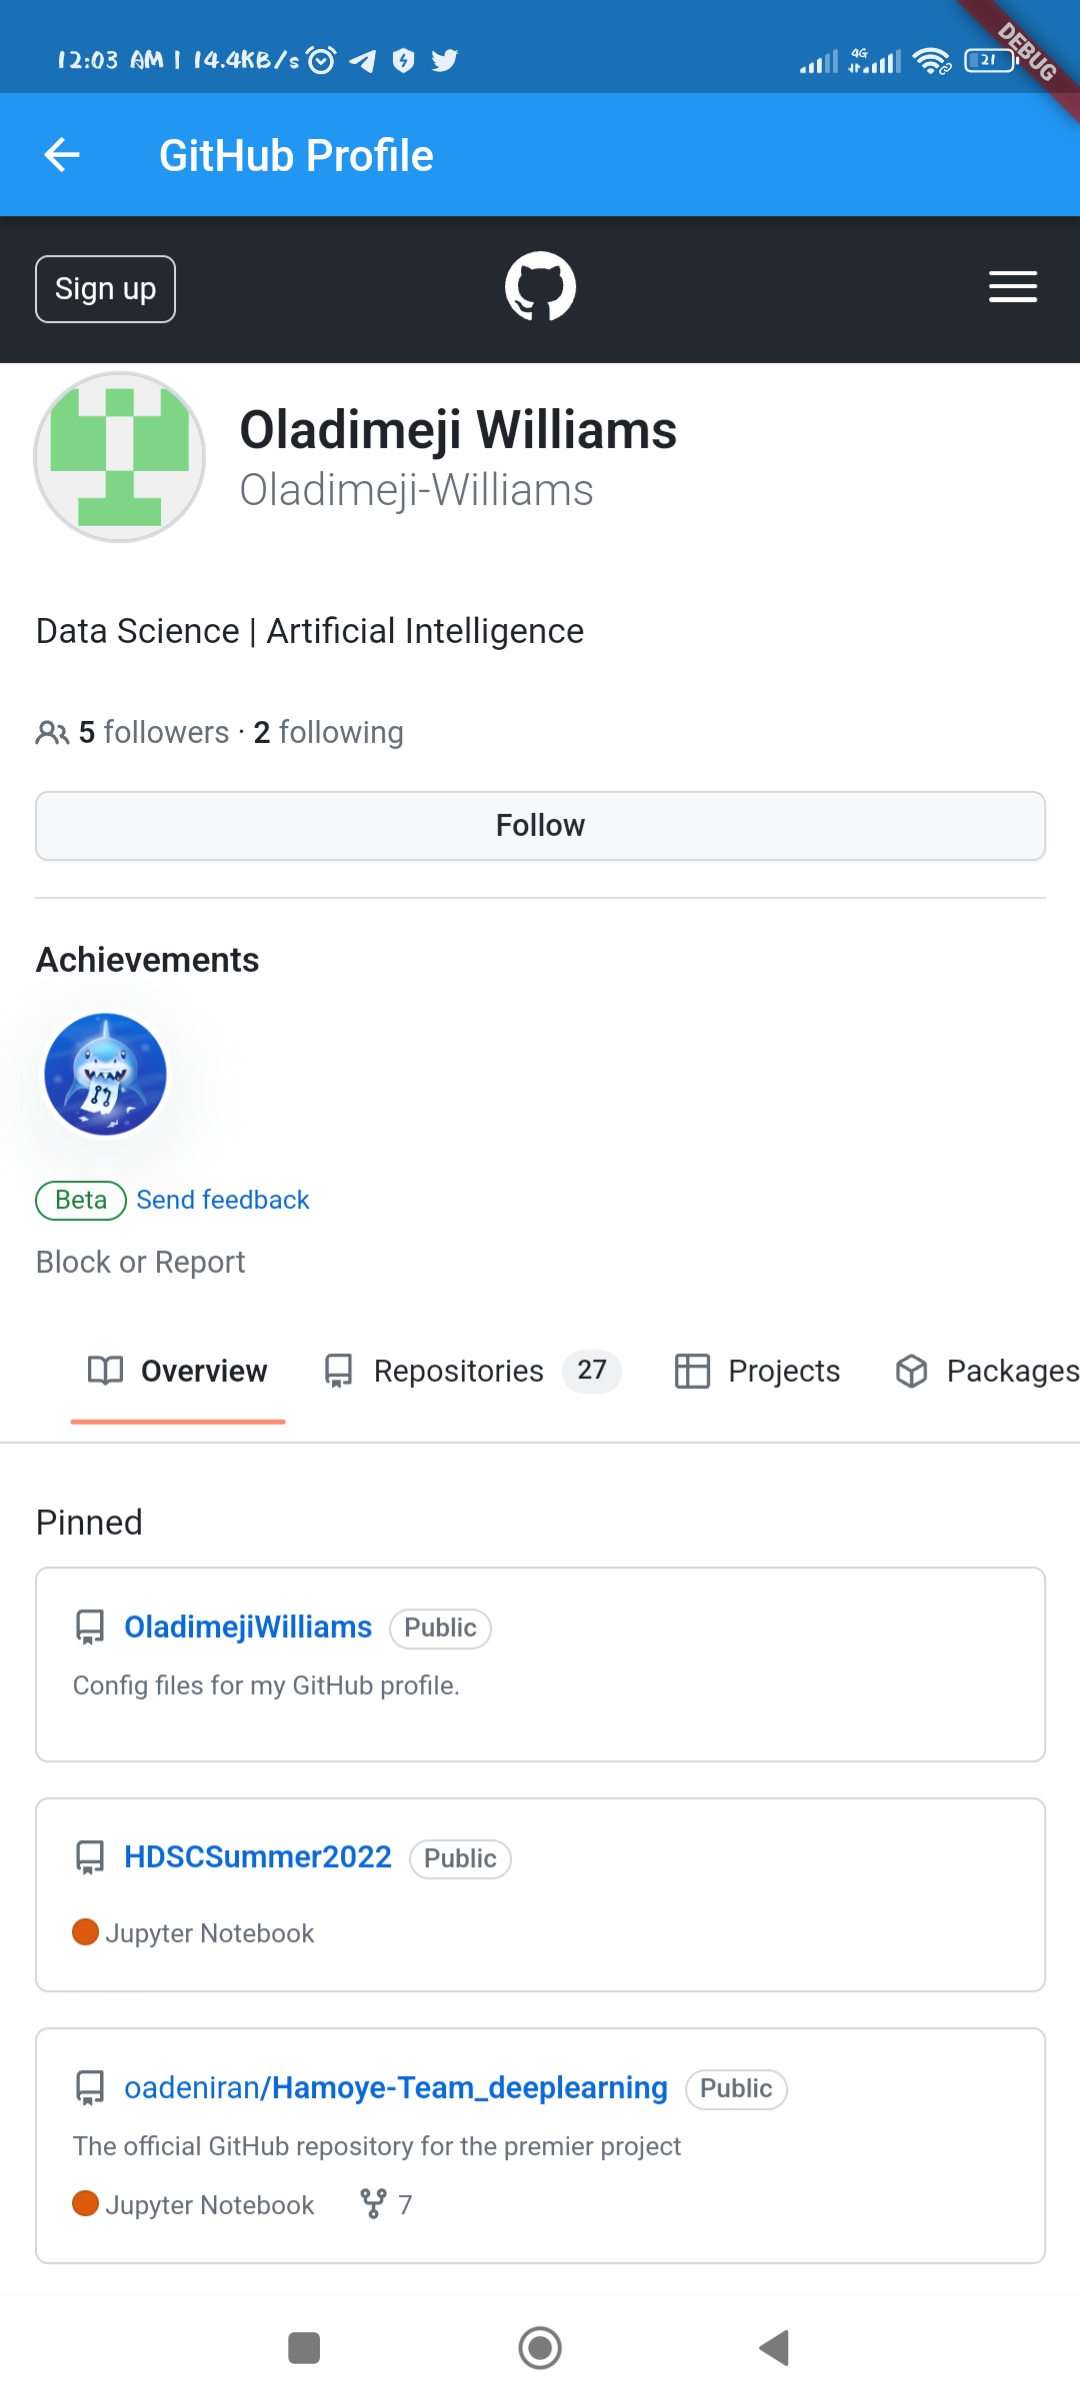 12:03 AM | 14.4KB/s
4G
21
DEBUG
GitHub Profile
Sign up
Oladimeji Williams
Oladimeji-Williams
Data Science | Artificial Intelligence
5 followers · 2 following
Follow
Achievements
Beta Send feedback
Block or Report
Overview Repositories 27 Projects Packages
Pinned
OladimejiWilliams Public
Config files for my GitHub profile.
HDSCSummer2022 Public
Jupyter Notebook
oadeniran/Hamoye-Team_deeplearning Public
The official GitHub repository for the premier project
Jupyter Notebook 7